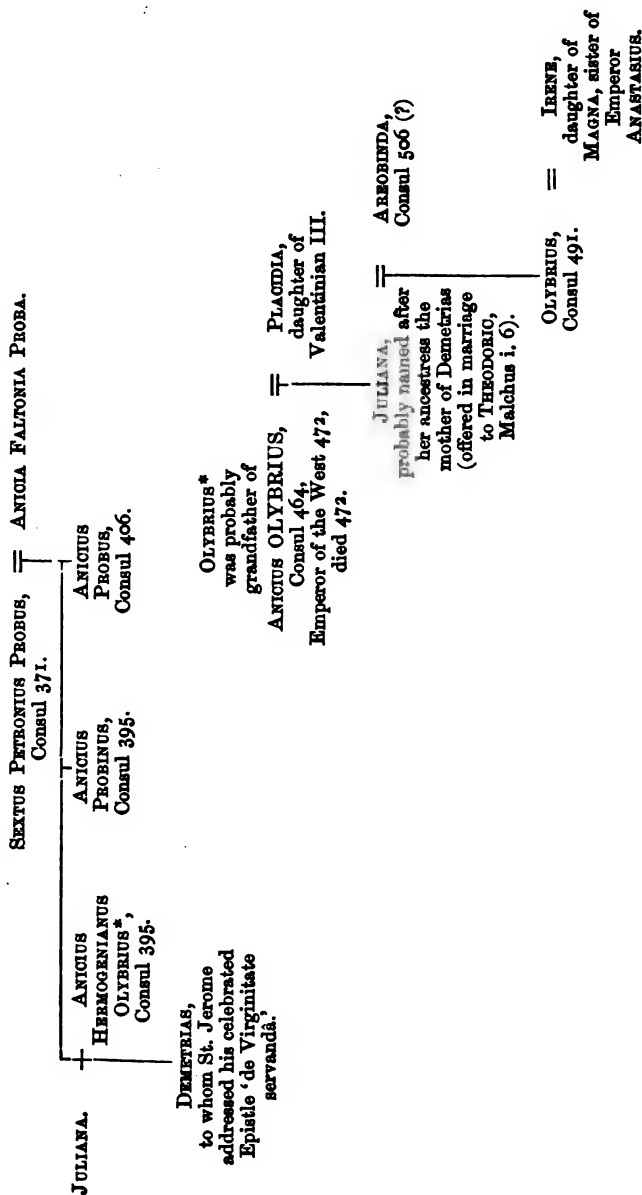 SEXTUS PETRONIUS PROBUS, = ANICIA FALTONIA PROBA.
Consul 371.
JULIANA.
ANICIUS
HERMOGENIANUS
OLYBRIUS*,
Consul 395.
ANICIUS
PROBINUS,
Consul 395.
ANICIUS
PROBUS,
Consul 406.
DEMETRIAS,
to whom St. Jerome
addressed his celebrated
Epistle ‘de Virginitate
servandâ.’
OLYBRIUS*
was probably
grandfather of
ANICIUS OLYBRIUS,
Consul 464,
Emperor of the West 472,
died 472.
=
PLACIDIA,
daughter of
Valentinian III.
JULIANA,
probably named after
her ancestress the
mother of Demetrias
(offered in marriage
to THEODORIC,
Malchus i. 6).
=
AREOBINDA,
Consul 506 (?)
OLYBRIUS,
Consul 491.
=
IRENE,
daughter of
MAGNA, sister of
Emperor
ANASTASIUS.